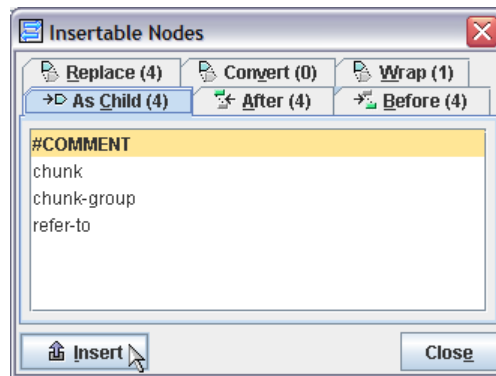 Insertable Nodes
Replace (4) Convert (0) Wrap (1)
As Child (4) After (4) Before (4)
#COMMENT
chunk
chunk-group
refer-to
Insert Close